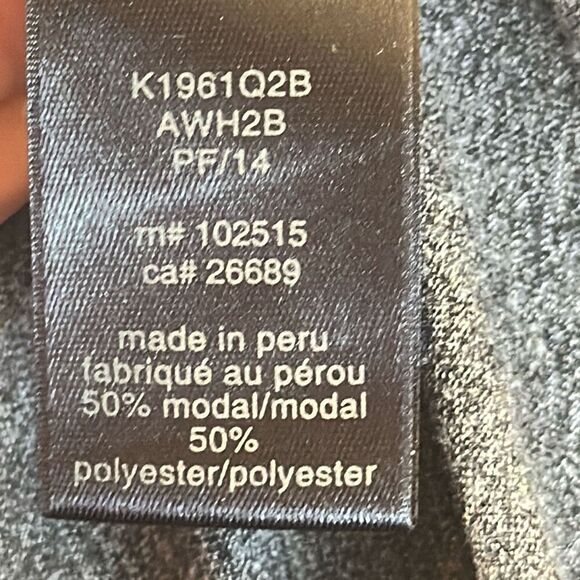 K1961Q2B
AWH2B
PF/14
rn# 102515
ca# 26689
made in peru
fabriqué au pérou
50% modal/modal
50%
polyester/polyester